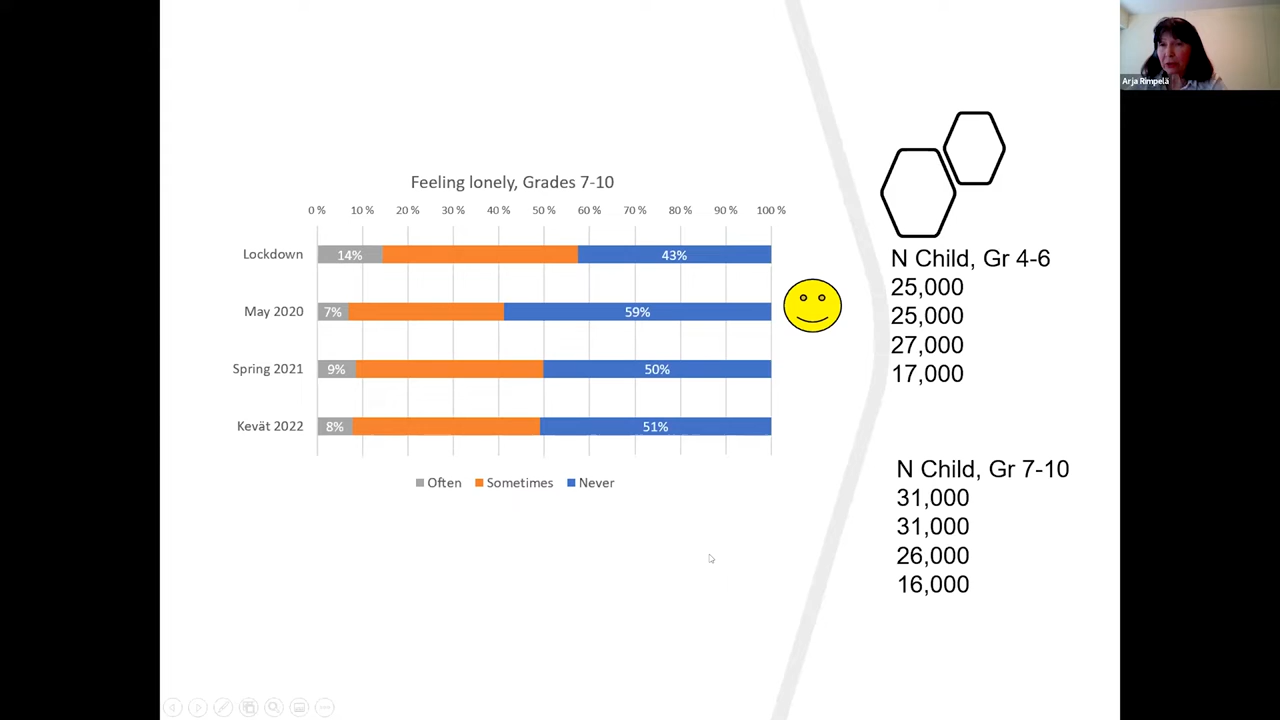 Arja Rimpelä
Feeling lonely, Grades 7-10
0 % 10 % 20 % 30 % 40 % 50 % 60 % 70 % 80 % 90 % 100 %
Lockdown 14% 43%
May 2020 7% 59%
Spring 2021 9% 50%
Kevät 2022 8% 51%
Often Sometimes Never
N Child, Gr 4-6
25,000
25,000
27,000
17,000
N Child, Gr 7-10
31,000
31,000
26,000
16,000